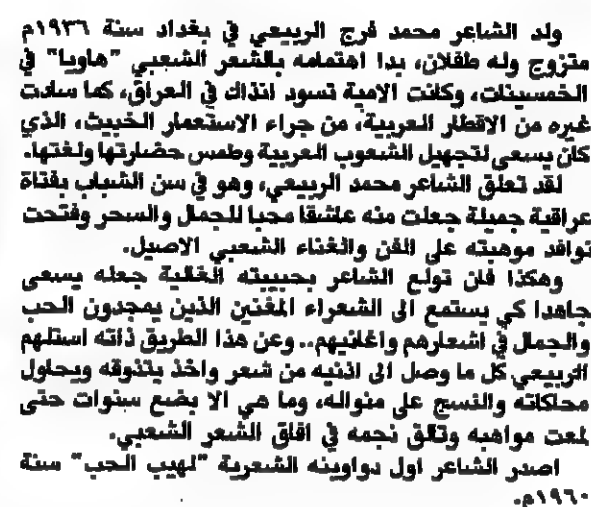 ولد الشاعر محمد فرج الربيعي في بغداد سنة ١٩٣٦م
متزوج وله طفلان، بدا اهتمامه بالشعر الشعبي "هاويا" في
الخمسينات، وكانت الامية تسود انذاك في العراق، كما سادت
غيره من الاقطار العربية، من جراء الاستعمار الخبيث، الذي
كان يسعى لتجهيل الشعوب العربية وطمس حضارتها ولغتها.
لقد تعلق الشاعر محمد الربيعي، وهو في سن الشباب بفتاة
عراقية جميلة جعلت منه عاشقا محبا للجمال والسحر وفتحت
نوافد موهبته على الفن والغناء الشعبي الاصيل.
وهكذا فان تولع الشاعر بحبيبته الغالية جعله يسعى
جاهدا كي يستمع الى الشعراء المغنين الذين يمجدون الحب
والجمال في اشعارهم واغانيهم.. وعن هذا الطريق ذاته استلهم
الربيعي كل ما وصل الى اذنيه من شعر واخذ يتذوقه ويحاول
محاكاته والنسج على منواله، وما هي الا بضع سنوات حتى
لمعت مواهبه وتالق نجمه في افاق الشعر الشعبي.
اصدر الشاعر اول دواوينه الشعرية "لهيب الحب" سنة
١٩٦٠م.